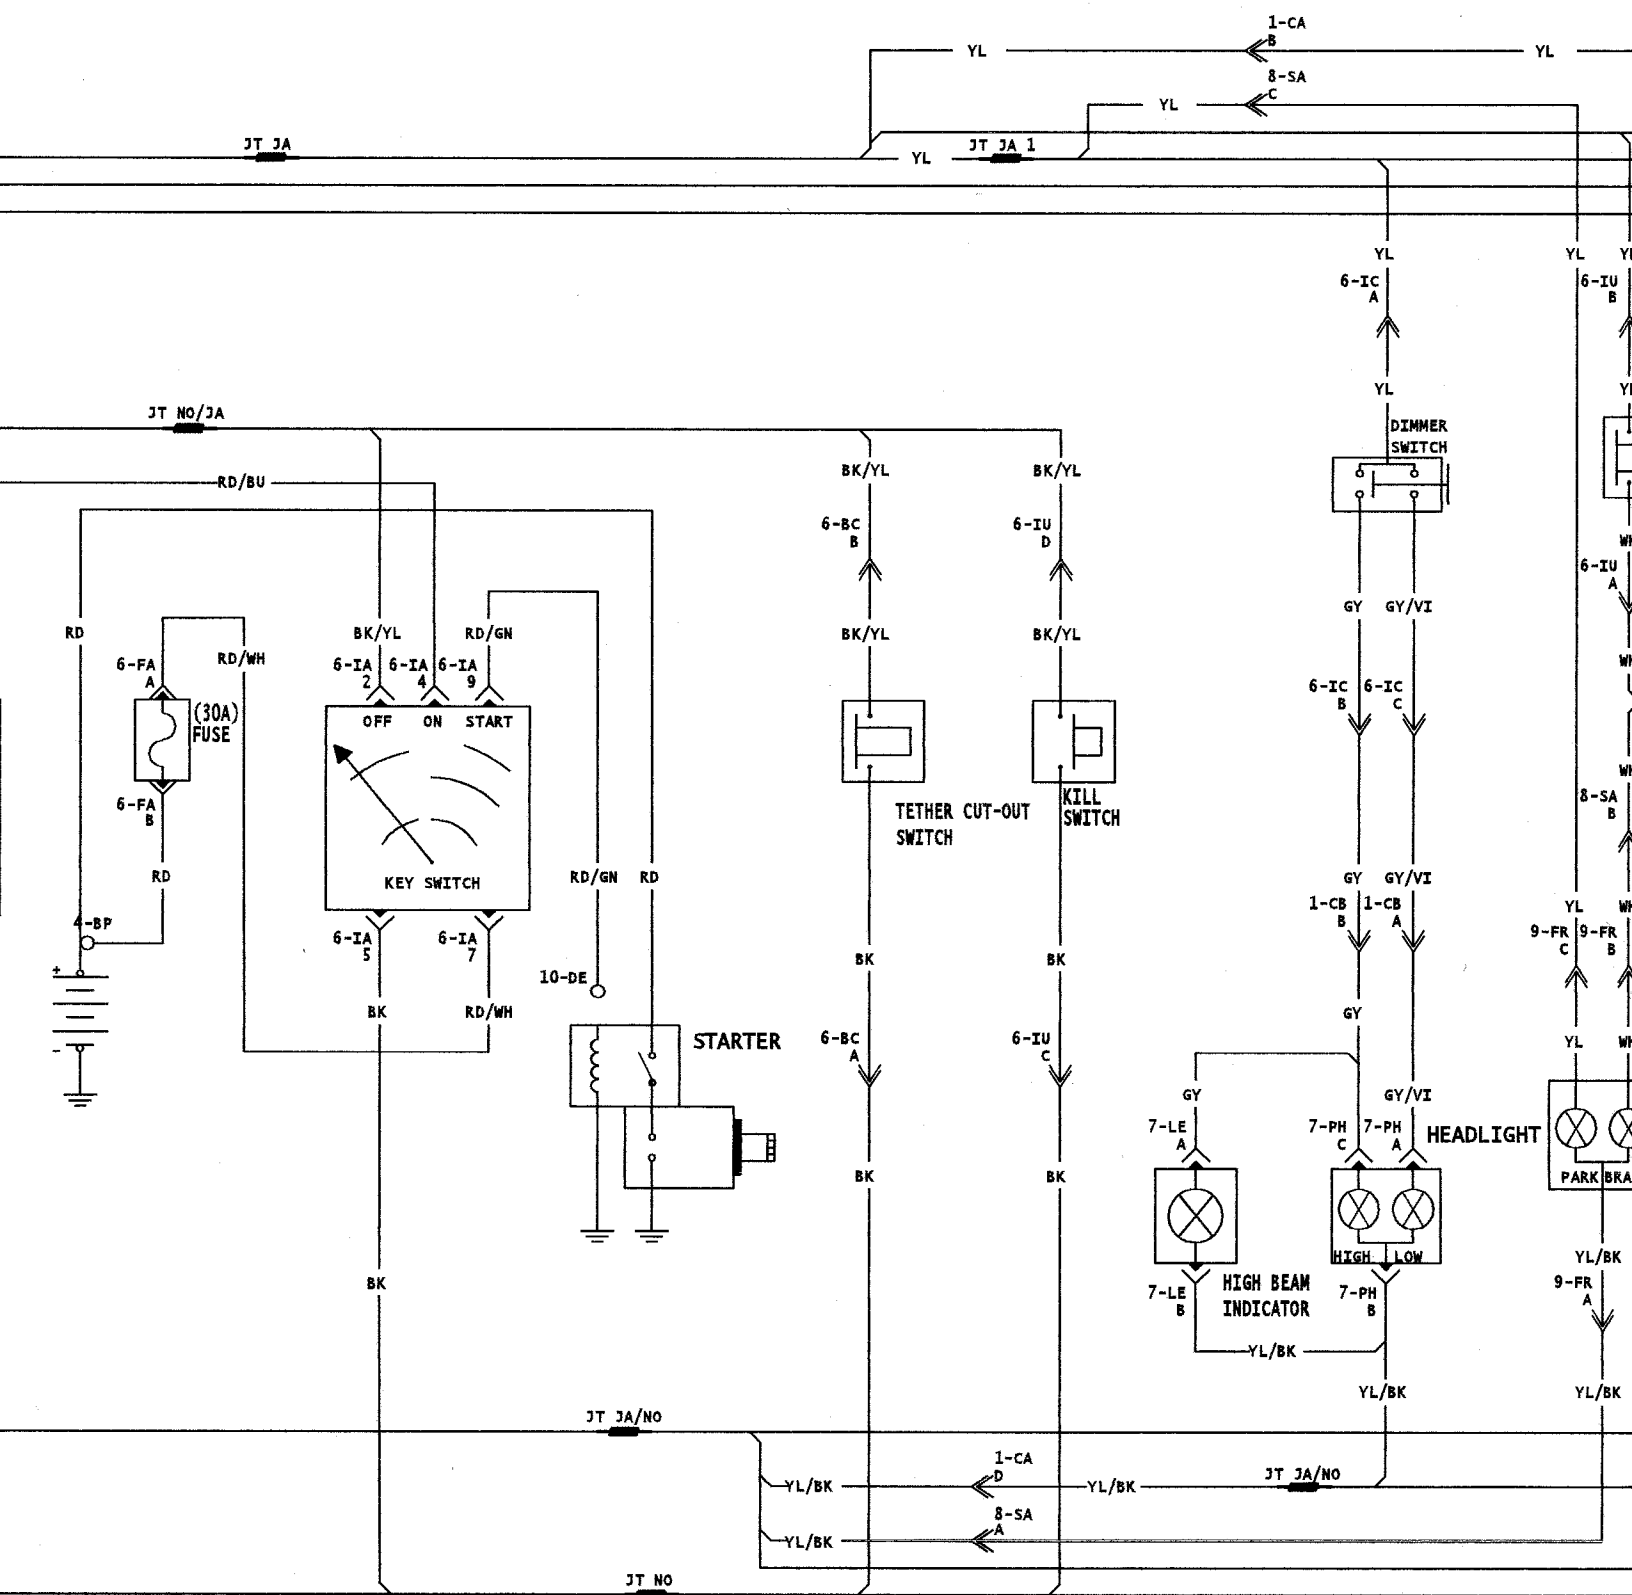 1-CA
B
YL
YL
8-SA
C
YL
JT JA
YL
JT JA 1
YL
YL
6-IC
A
6-IU
B
YL
JT NO/JA
DIMMER
SWITCH
BK/YL
BK/YL
RD/BU
6-BC
B
6-IU
D
6-IU
A
GY
GY/VI
RD
BK/YL
RD/GN
BK/YL
BK/YL
RD/WH
6-FA
A
6-IA
2
6-IA
4
6-IA
9
6-IC
B
6-IC
C
(30A)
FUSE
OFF
ON
START
6-FA
B
TETHER CUT-OUT
SWITCH
KILL
SWITCH
8-SA
B
RD
KEY SWITCH
RD/GN
RD
GY
GY/VI
1-CB
B
1-CB
A
YL
4-BP
6-IA
5
6-IA
7
9-FR
C
9-FR
B
BK
BK
+
10-DE
BK
RD/WH
GY
-
STARTER
6-BC
A
6-IU
C
YL
GY
GY/VI
7-LE
A
7-PH
C
7-PH
A
HEADLIGHT
BK
BK
PARK
BRA
HIGH
LOW
YL/BK
BK
7-LE
B
HIGH BEAM
INDICATOR
7-PH
B
9-FR
A
YL/BK
YL/BK
YL/BK
JT JA/NO
1-CA
D
YL/BK
YL/BK
JT JA/NO
8-SA
A
YL/BK
JT NO